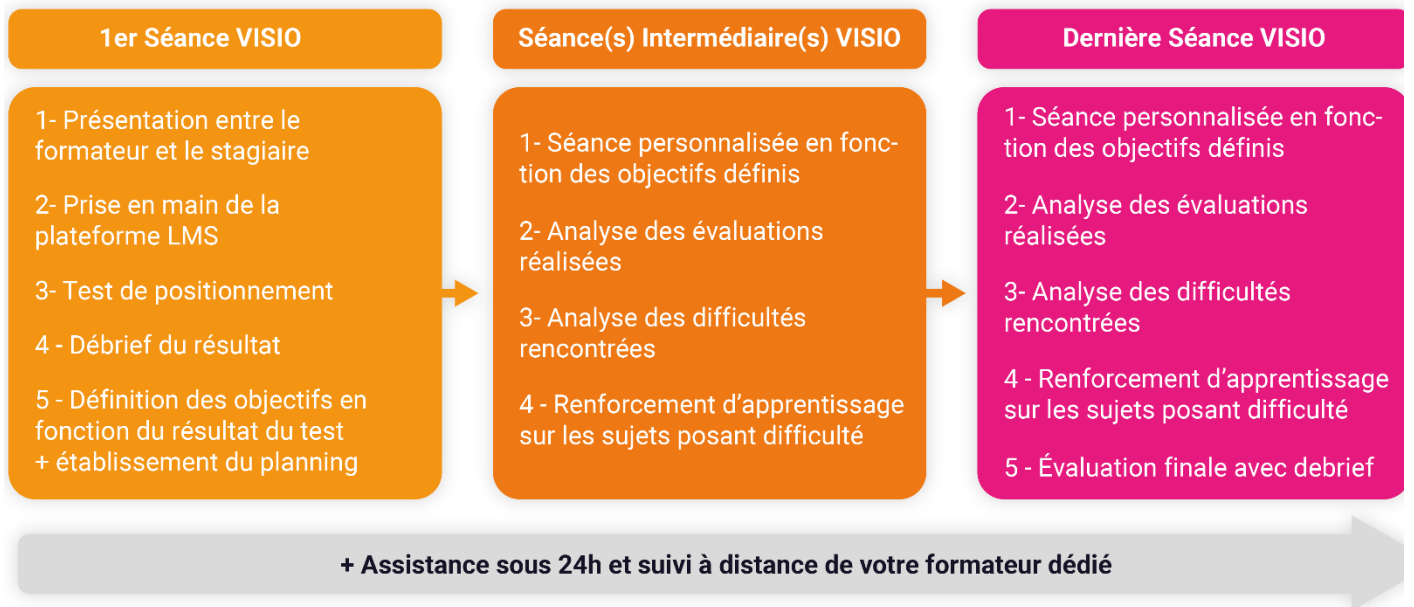 1er Séance VISIO
1- Présentation entre le
formateur et le stagiaire
2- Prise en main de la
plateforme LMS
3- Test de positionnement
4 - Débrief du résultat
5 - Définition des objectifs en
fonction du résultat du test
+ établissement du planning
Séance(s) Intermédiaire(s) VISIO
1- Séance personnalisée en fonc-
tion des objectifs définis
2- Analyse des évaluations
réalisées
3- Analyse des difficultés
rencontrées
4 - Renforcement d’apprentissage
sur les sujets posant difficulté
Dernière Séance VISIO
1- Séance personnalisée en fonc-
tion des objectifs définis
2- Analyse des évaluations
réalisées
3- Analyse des difficultés
rencontrées
4 - Renforcement d’apprentissage
sur les sujets posant difficulté
5 - Évaluation finale avec debrief
+ Assistance sous 24h et suivi à distance de votre formateur dédié